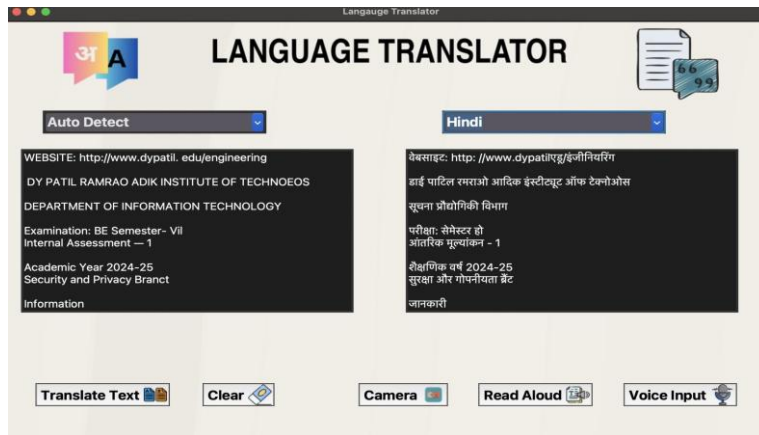 Langauge Translator
अ A
LANGUAGE TRANSLATOR
66
99
Auto Detect
Hindi
WEBSITE: http://www.dypatil. edu/engineering
DY PATIL RAMRAO ADIK INSTITUTE OF TECHNOEOS
DEPARTMENT OF INFORMATION TECHNOLOGY
Examination: BE Semester- Vil
Internal Assessment — 1
Academic Year 2024-25
Security and Privacy Branct
Information
वेबसाइट: http: //www.dypatilएडू/इंजीनियरिंग
डाई पाटिल रमराओ आदिक इंस्टीट्यूट ऑफ टेक्नोओस
सूचना प्रौद्योगिकी विभाग
परीक्षा: सेमेस्टर हो
आंतरिक मूल्यांकन - 1
शैक्षणिक वर्ष 2024-25
सुरक्षा और गोपनीयता ब्रैंट
जानकारी
Translate Text
Clear
Camera
Read Aloud
Voice Input